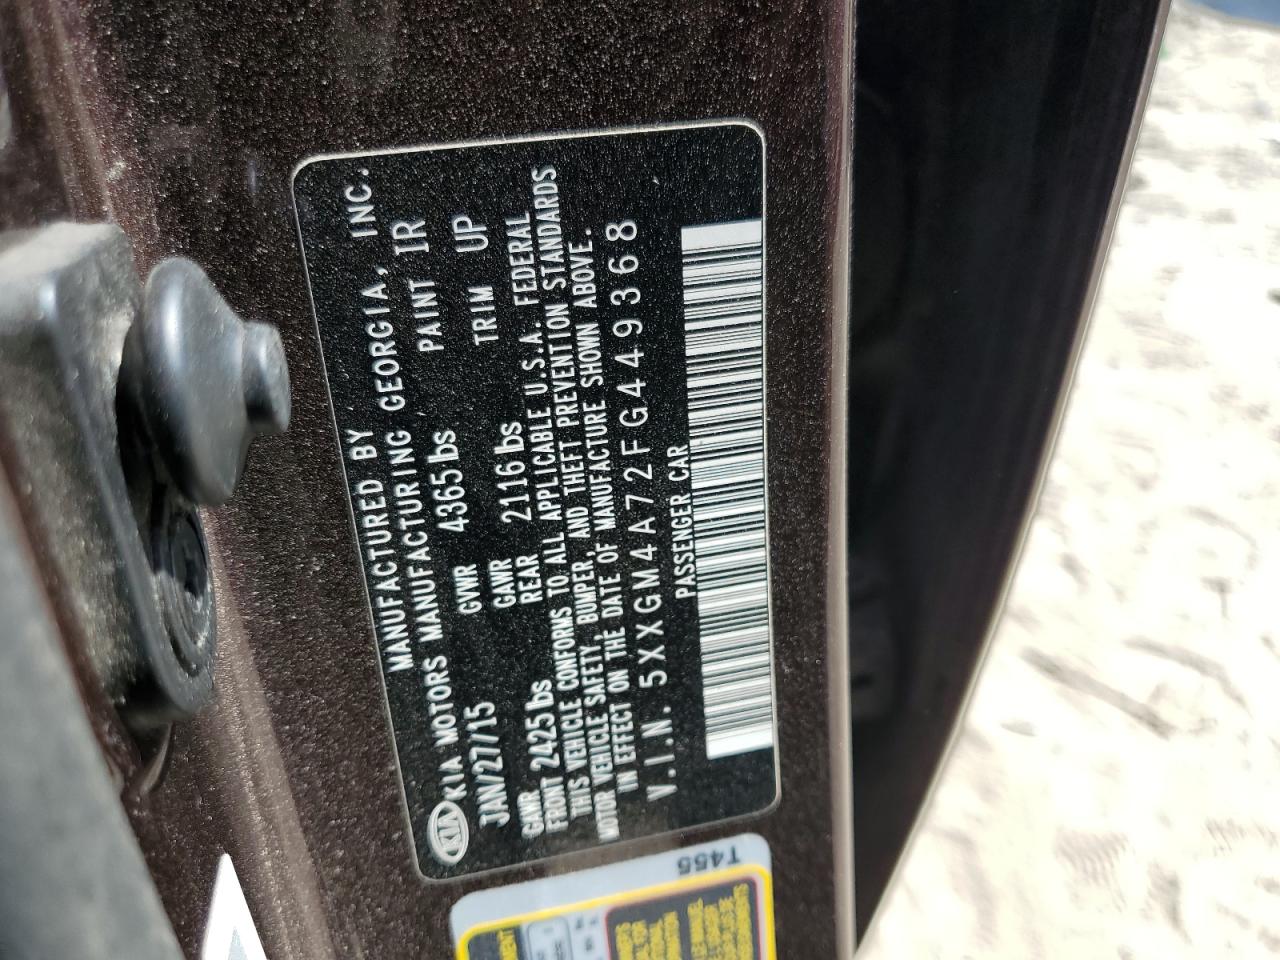 MANUFACTURED BY
KIA KIA MOTORS MANUFACTURING GEORGIA, INC.
JAN/27/15 GVWR 4365 lbs PAINT IR
GAWR FRONT 2425 lbs GAWR REAR 2116 lbs TRIM UP
THIS VEHICLE CONFORMS TO ALL APPLICABLE U.S.A. FEDERAL
MOTOR VEHICLE SAFETY, BUMPER, AND THEFT PREVENTION STANDARDS
IN EFFECT ON THE DATE OF MANUFACTURE SHOWN ABOVE.
V.I.N. 5XXGM4A72FG449368
PASSENGER CAR
T455